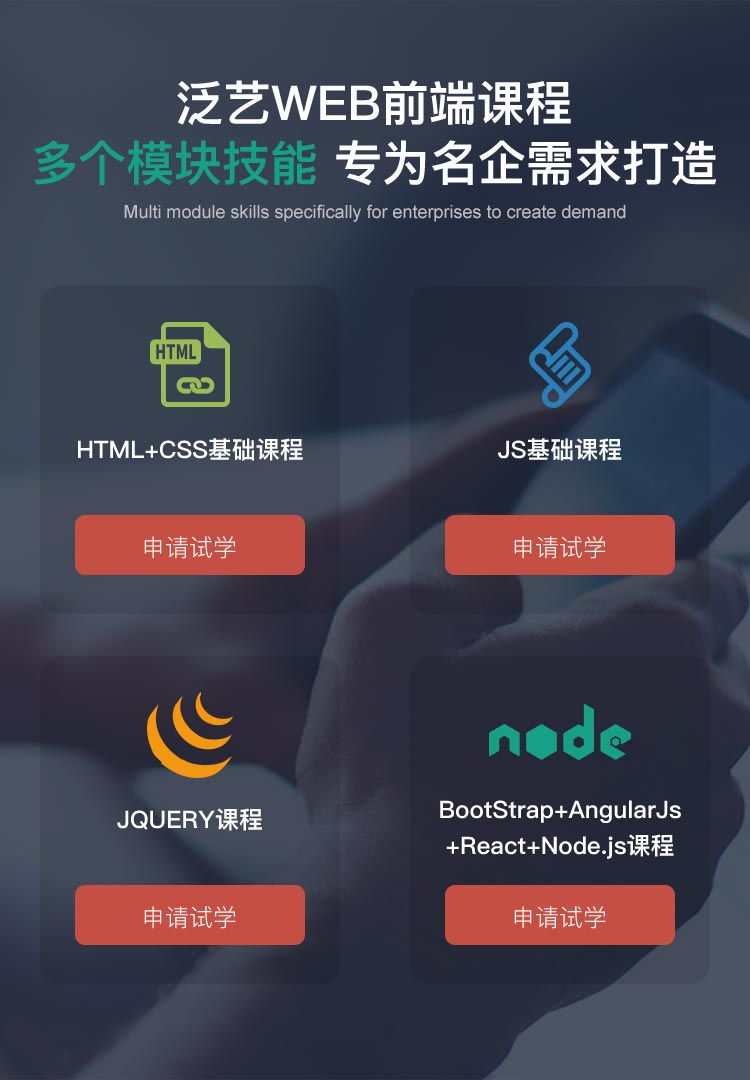 泛艺WEB前端课程
多个模块技能 专为名企需求打造
Multi module skills specifically for enterprises to create demand
HTML
HTML+CSS基础课程
申请试学
JS基础课程
申请试学
JQUERY课程
申请试学
node
BootStrap+AngularJs
+React+Node.js课程
申请试学